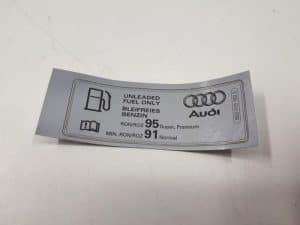 UNLEADED
FUEL ONLY
BLEIFREIES
BENZIN
Audi
RON/ROZ 95 Super, Premium
MIN. RON/ROZ 91 Normal